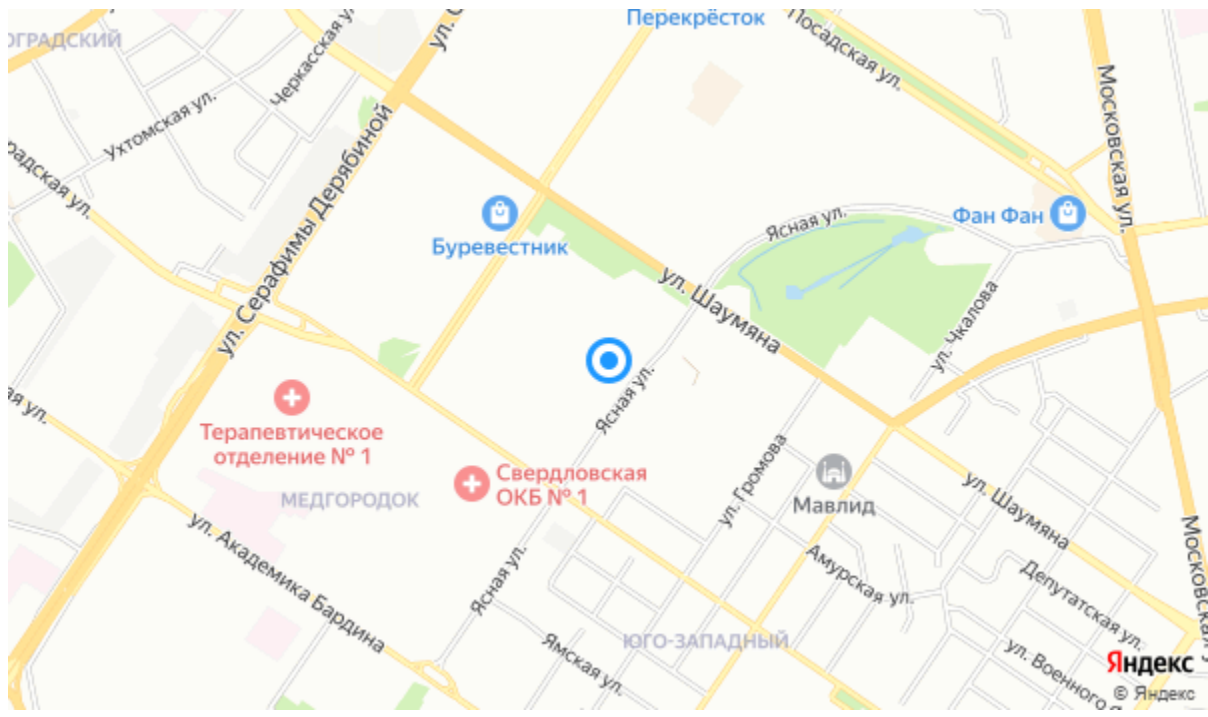 Перекрёсток
ОГРАДСКИЙ
Черкасская ул.
Посадская ул.
Московская ул.
Ухтомская ул.
ул. Серафимы Дерябиной
радская ул.
Ясная ул.
Фан Фан
Буревестник
ул. Шаумяна
ул. Чкалова
Ясная ул.
ая ул.
Терапевтическое
отделение № 1
Свердловская
ОКБ № 1
ул. Громова
Мавлид
МЕДГОРОДОК
ул. Шаумяна
ул. Академика Бардина
Ясная ул.
Амурская ул.
Депутатская ул.
Московская
ЮГО-ЗАПАДНЫЙ
Ямская ул.
ул. Военного
Яндекс
© Яндекс